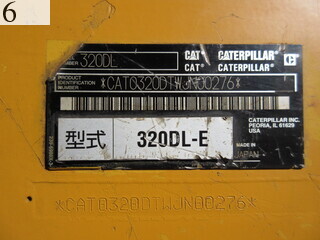 6
NUMBER 320DL CAT CATERPILLAR
CAT® CATERPILLAR®
PRODUCT
IDENTIFICATION
NUMBER *CAT0320DTWJN00276*
型式 320DL-E
CATERPILLAR INC.
PEORIA, IL 61629
USA
MADE IN
JAPAN
*CAT0320DTWJN00276*